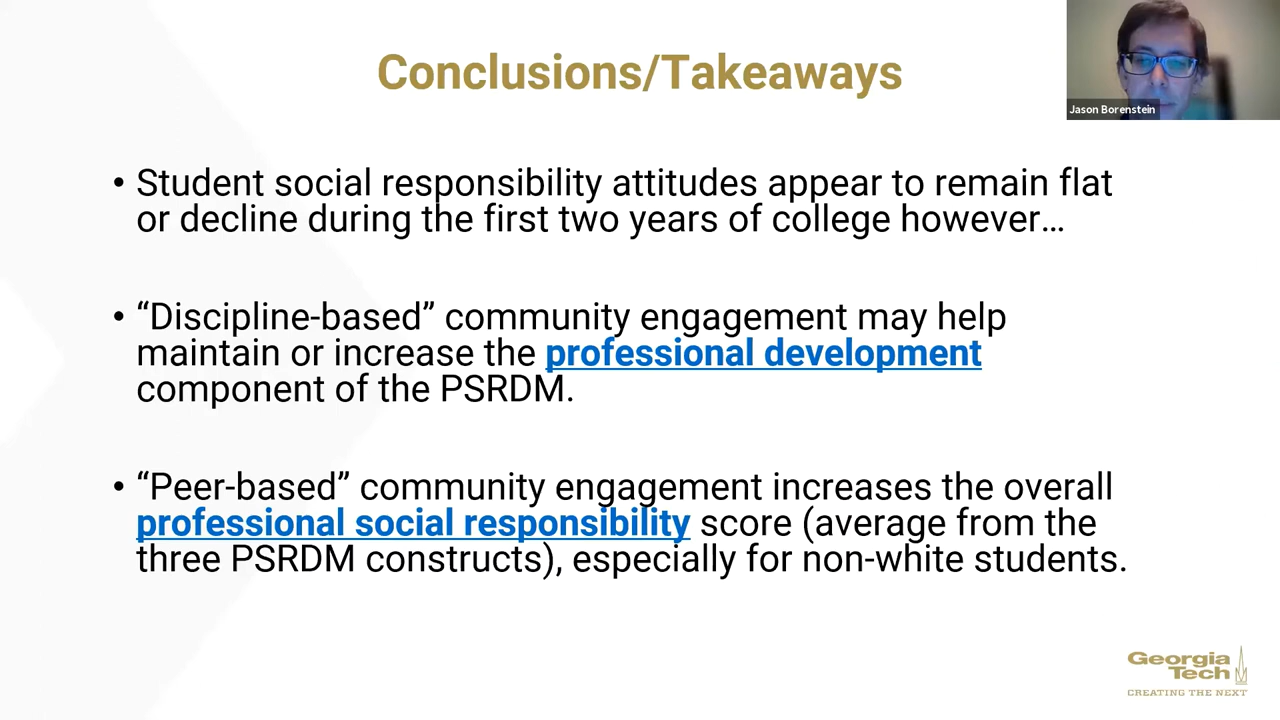 Conclusions/Takeaways
Jason Borenstein
• Student social responsibility attitudes appear to remain flat
or decline during the first two years of college however…
• “Discipline-based” community engagement may help
maintain or increase the professional development
component of the PSRDM.
• “Peer-based” community engagement increases the overall
professional social responsibility score (average from the
three PSRDM constructs), especially for non-white students.
Georgia
Tech
CREATING THE NEXT